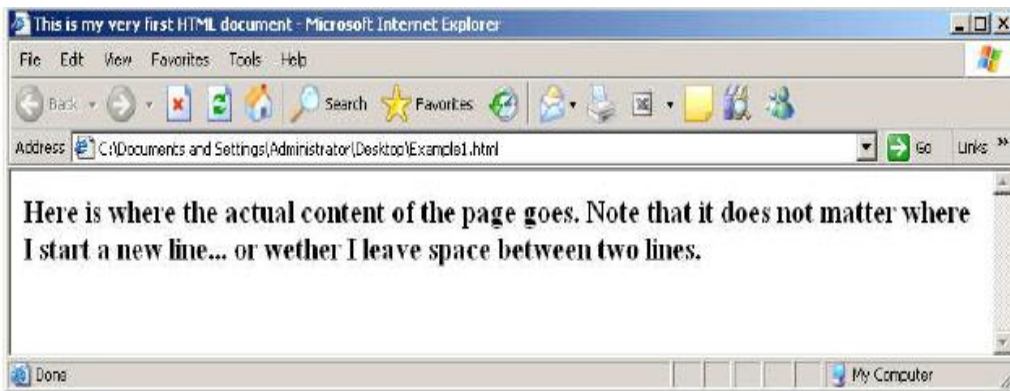 This is my very first HTML document - Microsoft Internet Explorer
File Edit View Favorites Tools Help
Back Search Favorites
Address C:\Documents and Settings\Administrator\Desktop\Example1.html Go Links »
Here is where the actual content of the page goes. Note that it does not matter where
I start a new line... or wether I leave space between two lines.
Done My Computer